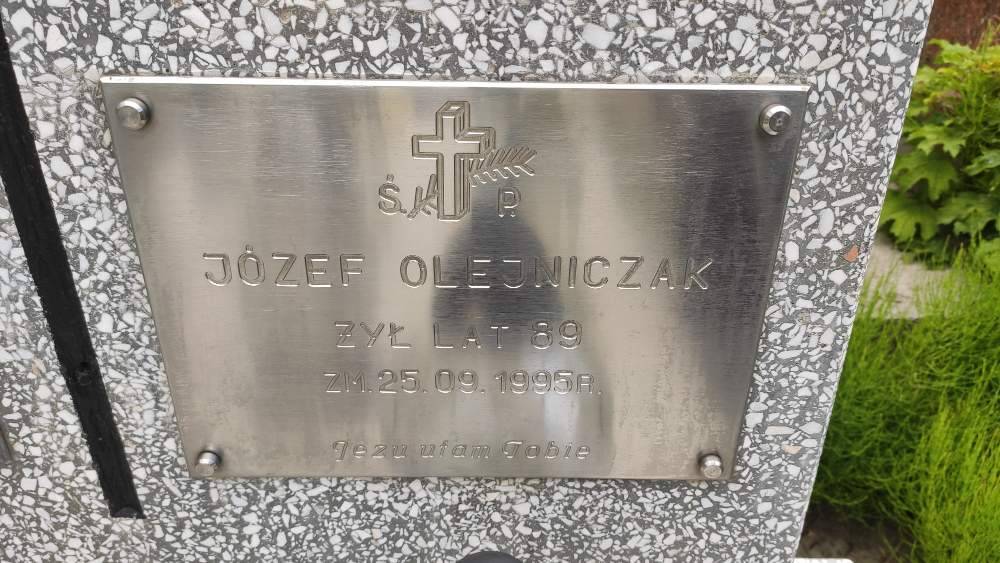 Ś. P.
JÓZEF OLEJNICZAK
ŻYŁ LAT 89
ZM. 25. 09. 1995R.
Jezu ufam Tobie